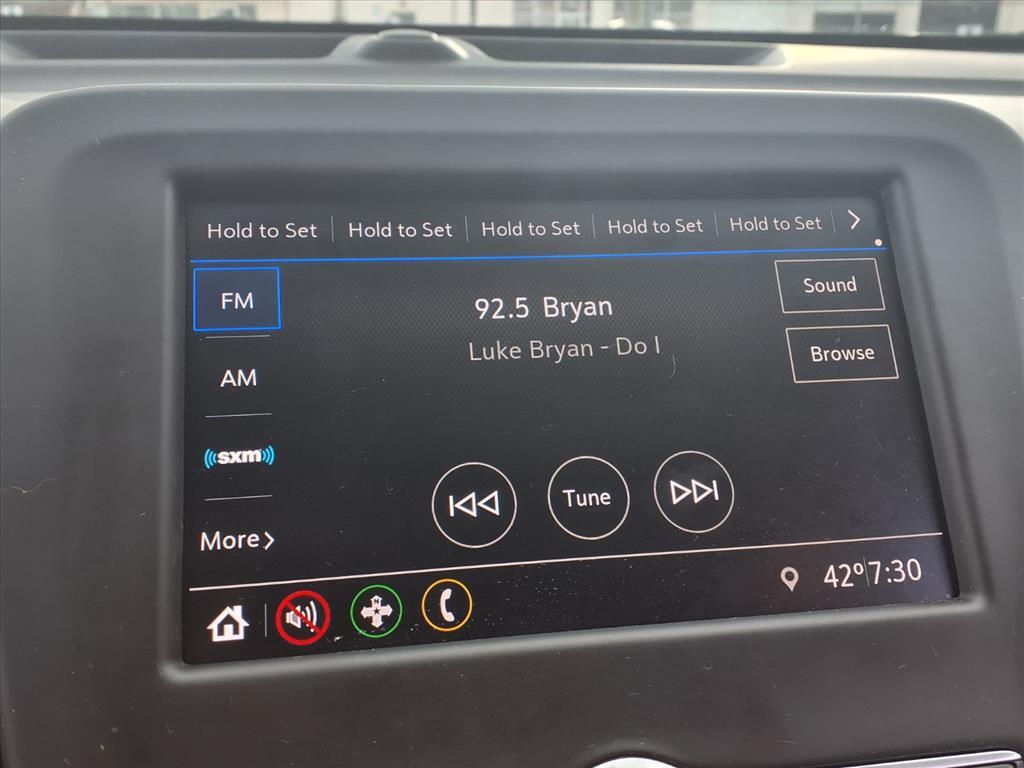 Hold to Set Hold to Set Hold to Set Hold to Set Hold to Set
FM
92.5 Bryan
Sound
Luke Bryan - Do I
Browse
AM
sxm
Tune
More
N
42° 7:30